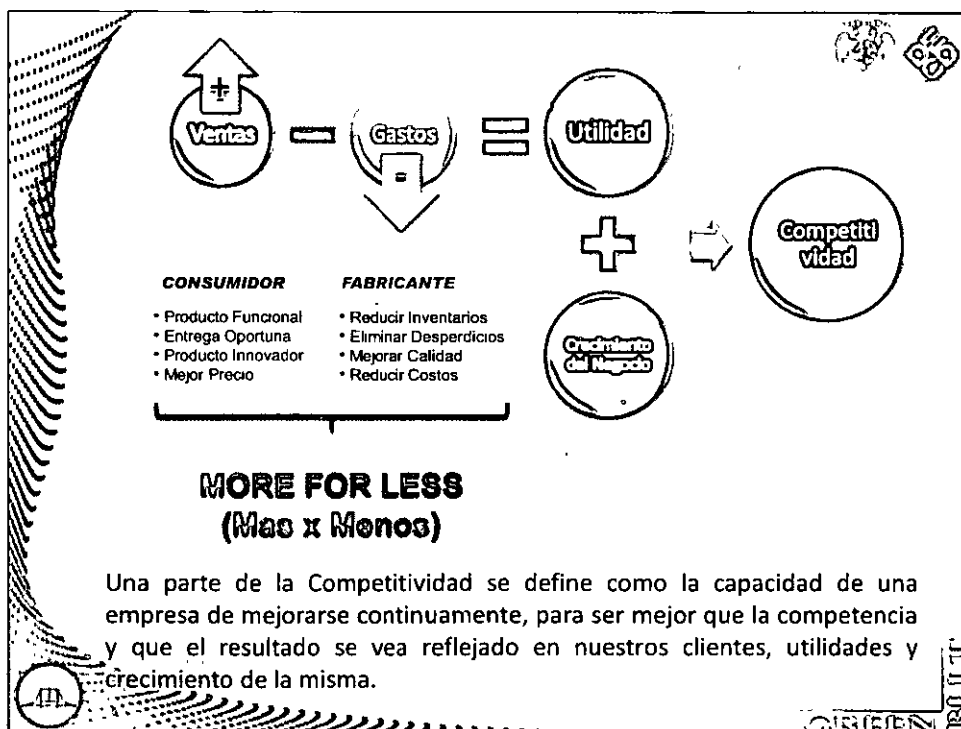 +
Ventas
Gastos
Utilidad
Competiti
vidad
CONSUMIDOR
• Producto Funcional
• Entrega Oportuna
• Producto Innovador
• Mejor Precio
FABRICANTE
• Reducir Inventarios
• Eliminar Desperdicios
• Mejorar Calidad
• Reducir Costos
Crecimiento
del Negocio
MORE FOR LESS
(Mas x Menos)
Una parte de la Competitividad se define como la capacidad de una
empresa de mejorarse continuamente, para ser mejor que la competencia
y que el resultado se vea reflejado en nuestros clientes, utilidades y
crecimiento de la misma.